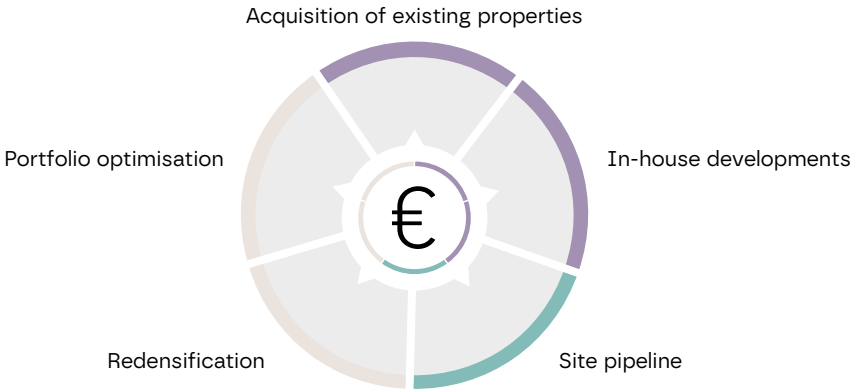 Acquisition of existing properties
Portfolio optimisation
In-house developments
€
Redensification
Site pipeline